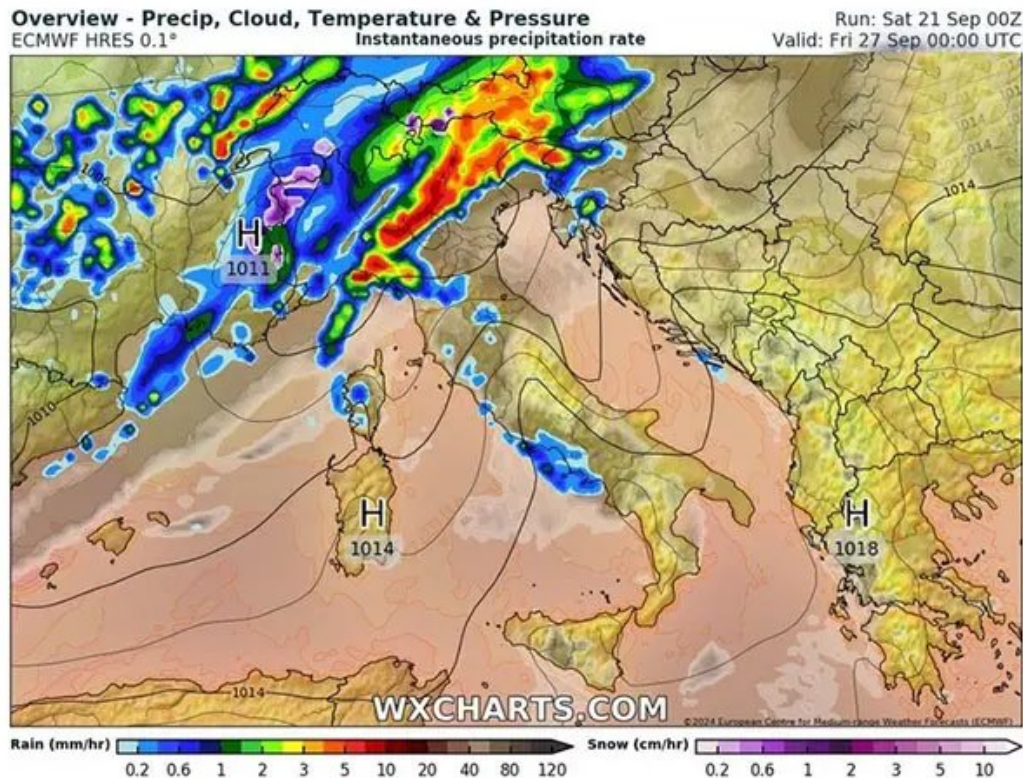 Overview - Precip, Cloud, Temperature & Pressure
Run: Sat 21 Sep 00Z
ECMWF HRES 0.1°
Instantaneous precipitation rate
Valid: Fri 27 Sep 00:00 UTC
014
014
1014
H
1011
1010
H
1014
H
1018
1014
WXCHARTS.COM
©2024 European Centre for Medium-range Weather Forecasts (ECMWF)
Rain (mm/hr)
0.2 0.6 1 2 3 5 10 20 40 80 120
Snow (cm/hr)
0.2 0.6 1 2 3 5 10